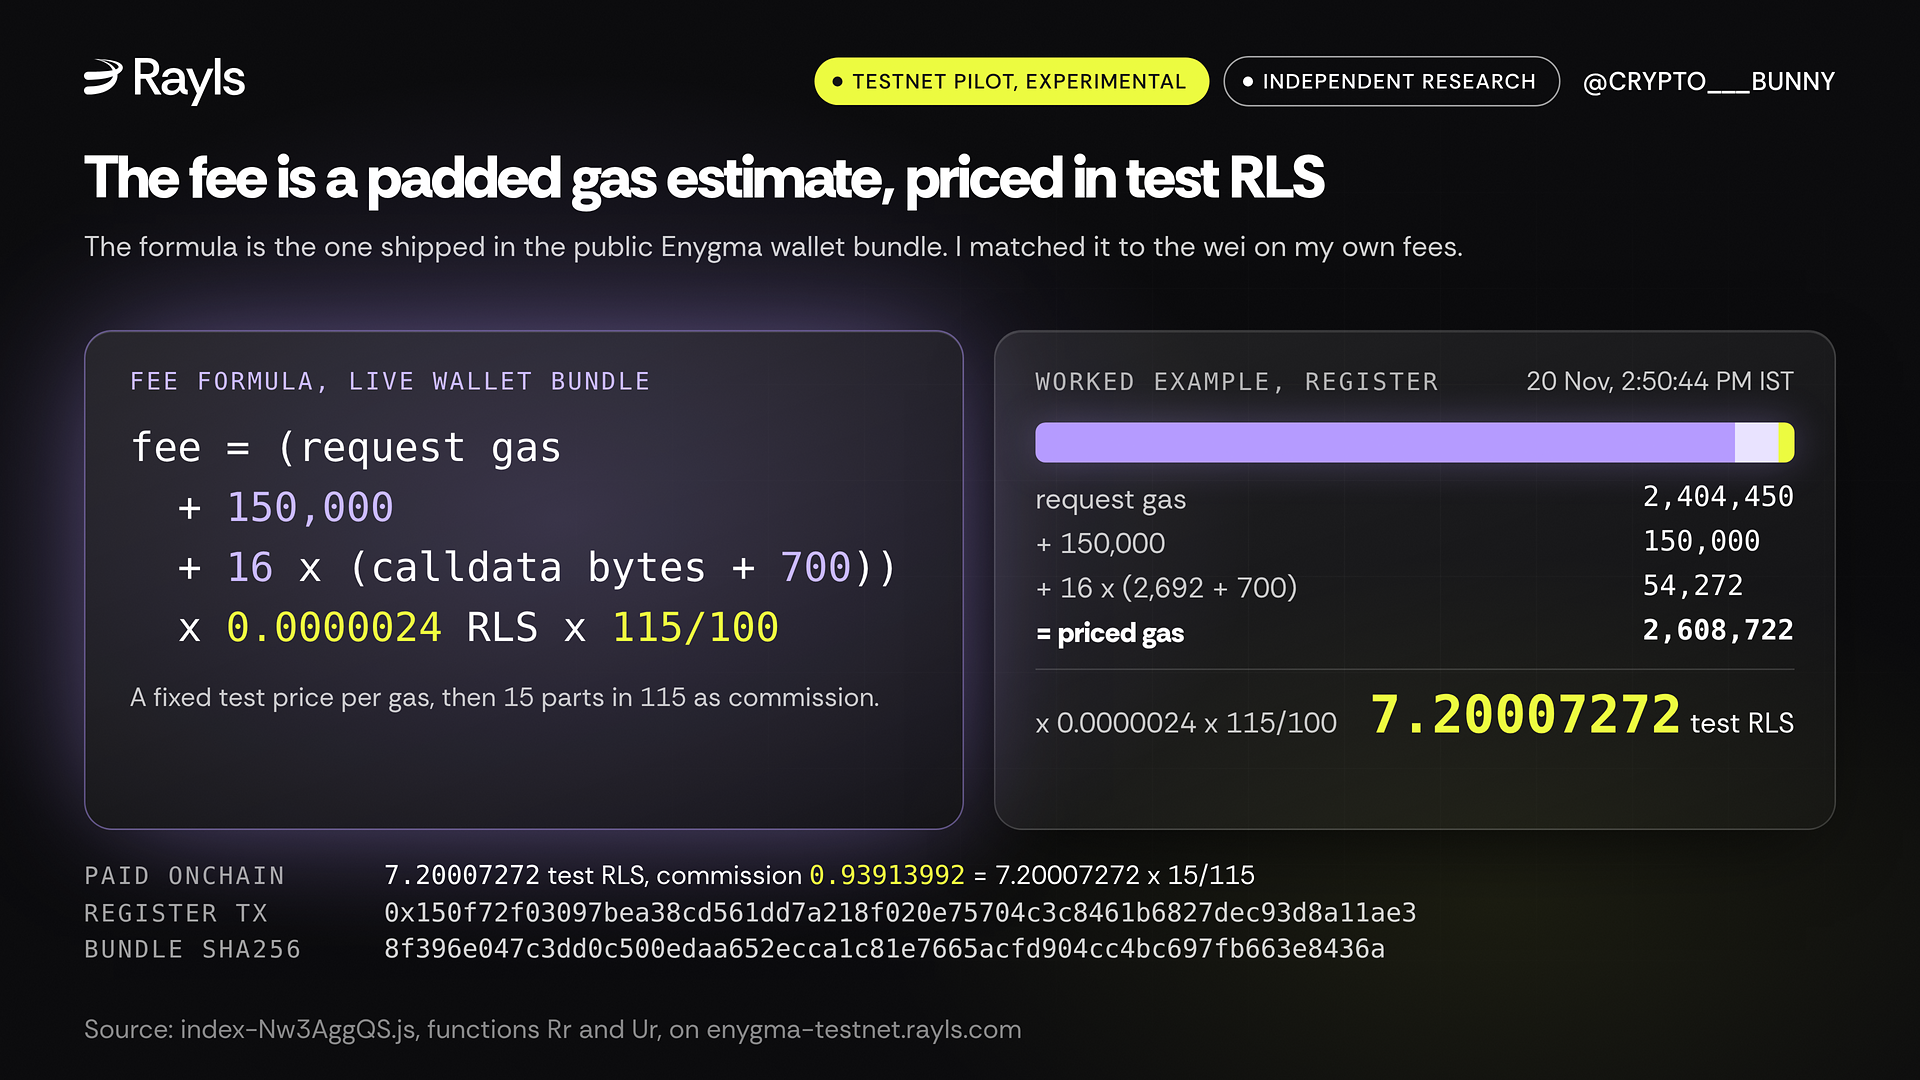 Rayls
TESTNET PILOT, EXPERIMENTAL
INDEPENDENT RESEARCH
@CRYPTO___BUNNY
The fee is a padded gas estimate, priced in test RLS
The formula is the one shipped in the public Enygma wallet bundle. I matched it to the wei on my own fees.
FEE FORMULA, LIVE WALLET BUNDLE
fee = (request gas
+ 150,000
+ 16 x (calldata bytes + 700))
x 0.0000024 RLS x 115/100
A fixed test price per gas, then 15 parts in 115 as commission.
WORKED EXAMPLE, REGISTER 20 Nov, 2:50:44 PM IST
request gas 2,404,450
+ 150,000 150,000
+ 16 x (2,692 + 700) 54,272
= priced gas 2,608,722
x 0.0000024 x 115/100 7.20007272 test RLS
PAID ONCHAIN 7.20007272 test RLS, commission 0.93913992 = 7.20007272 x 15/115
REGISTER TX 0x150f72f03097bea38cd561dd7a218f020e75704c3c8461b6827dec93d8a11ae3
BUNDLE SHA256 8f396e047c3dd0c500edaa652ecca1c81e7665acfd904cc4bc697fb663e8436a
Source: index-Nw3AggQS.js, functions Rr and Ur, on enygma-testnet.rayls.com